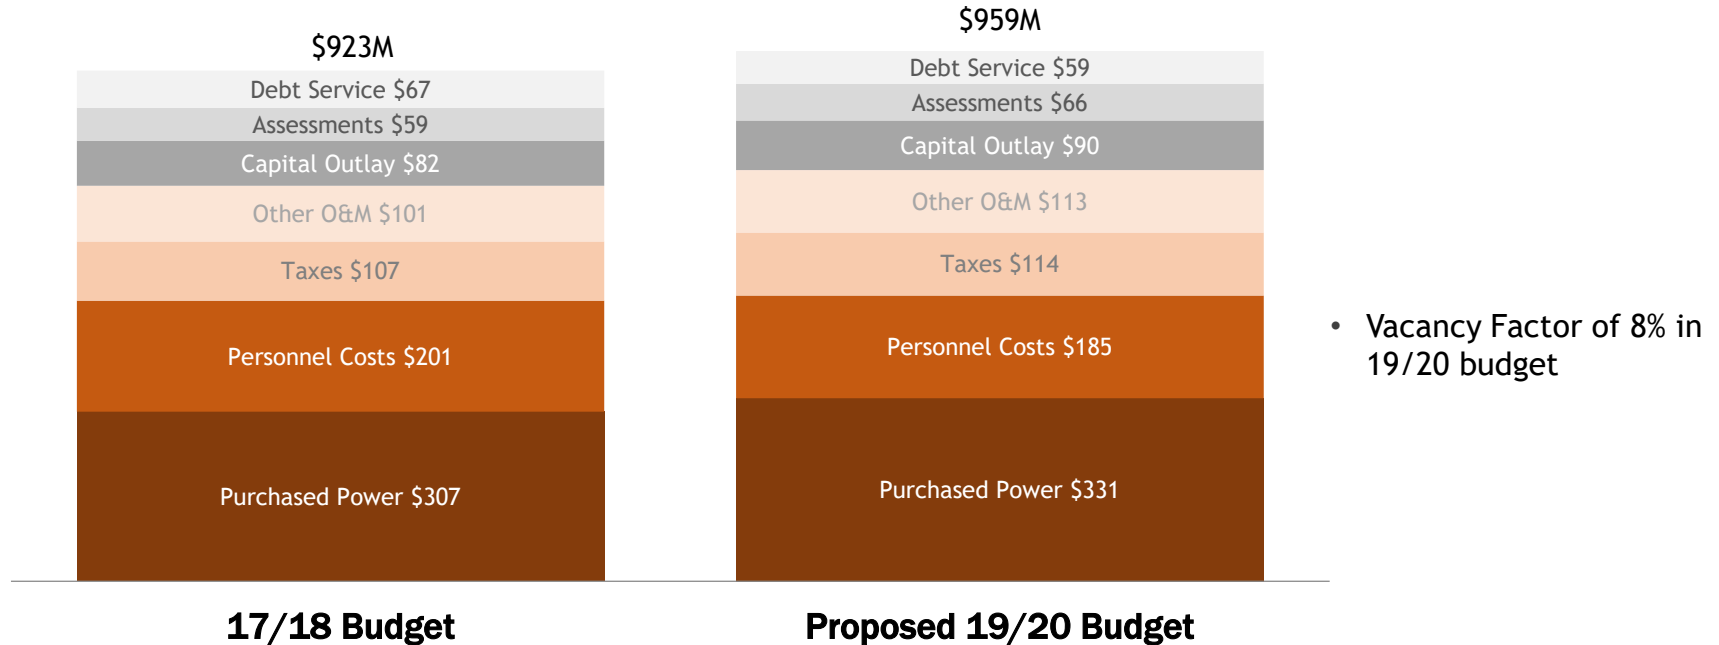 $923M
Debt Service $67
Assessments $59
Capital Outlay $82
Other O&M $101
Taxes $107
Personnel Costs $201
Purchased Power $307
17/18 Budget
$959M
Debt Service $59
Assessments $66
Capital Outlay $90
Other O&M $113
Taxes $114
Personnel Costs $185
Purchased Power $331
Proposed 19/20 Budget
• Vacancy Factor of 8% in
19/20 budget